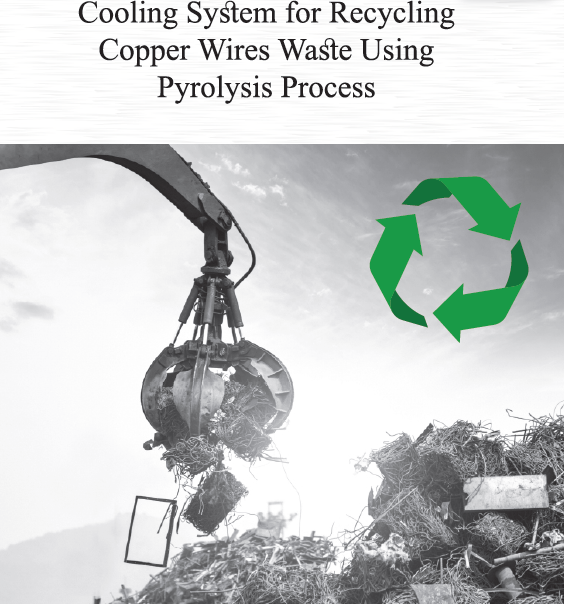 Cooling System for Recycling
Copper Wires Waste Using
Pyrolysis Process